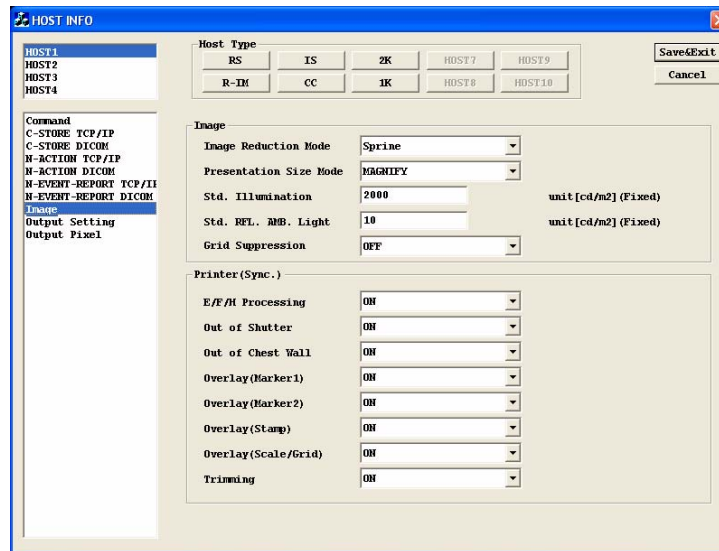 HOST INFO
HOST1
HOST2
HOST3
HOST4
Host Type
RS IS 2K HOST7 HOST9
R-IM CC 1K HOST8 HOST10
Save&Exit
Cancel
Command
C-STORE TCP/IP
C-STORE DICOM
N-ACTION TCP/IP
N-ACTION DICOM
N-EVENT-REPORT TCP/IP
N-EVENT-REPORT DICOM
Image
Output Setting
Output Pixel
Image
Image Reduction Mode Sprine
Presentation Size Mode MAGNIFY
Std. Illumination 2000 unit[cd/m2](Fixed)
Std. RFL. AMB. Light 10 unit[cd/m2](Fixed)
Grid Suppression OFF
Printer(Sync.)
E/F/H Processing ON
Out of Shutter ON
Out of Chest Wall ON
Overlay(Marker1) ON
Overlay(Marker2) ON
Overlay(Stamp) ON
Overlay(Scale/Grid) ON
Trimming ON